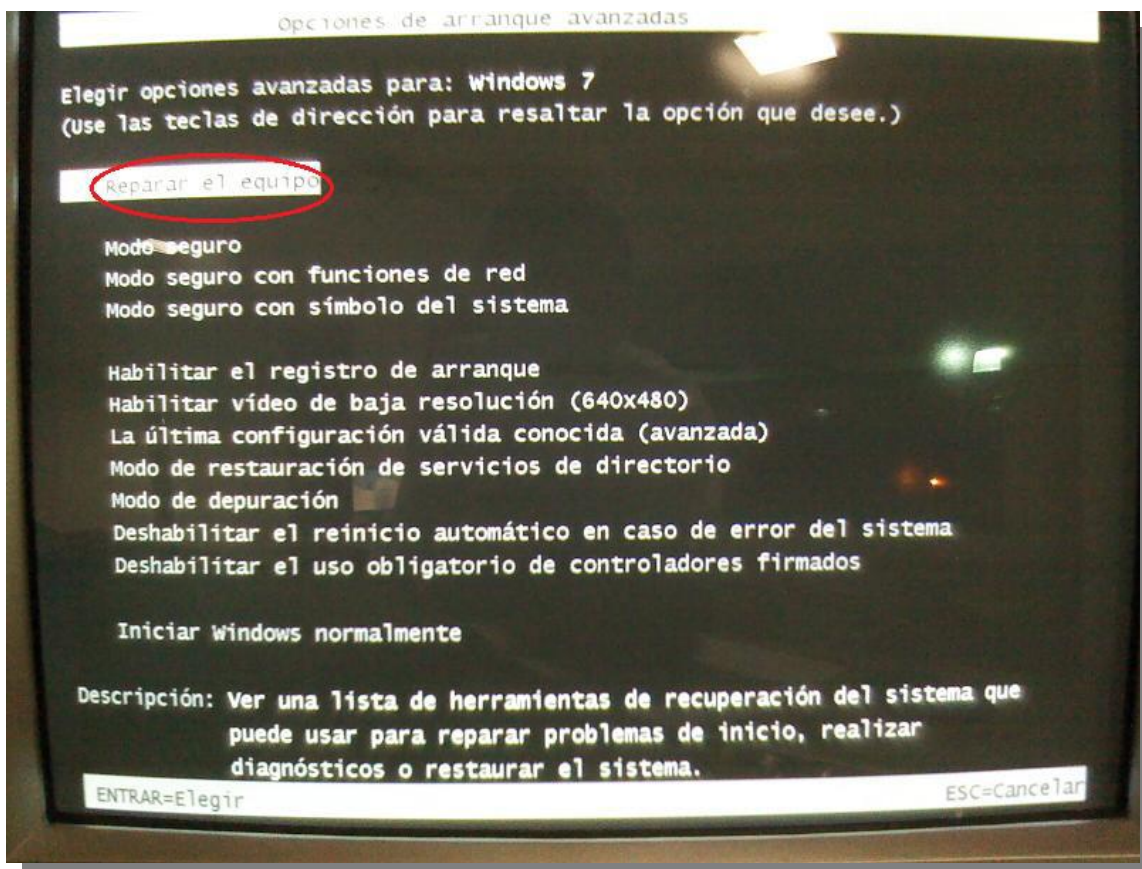 Opciones de arranque avanzadas
Elegir opciones avanzadas para: Windows 7
(Use las teclas de dirección para resaltar la opción que desee.)
Reparar el equipo
Modo seguro
Modo seguro con funciones de red
Modo seguro con símbolo del sistema
Habilitar el registro de arranque
Habilitar vídeo de baja resolución (640x480)
La última configuración válida conocida (avanzada)
Modo de restauración de servicios de directorio
Modo de depuración
Deshabilitar el reinicio automático en caso de error del sistema
Deshabilitar el uso obligatorio de controladores firmados
Iniciar Windows normalmente
Descripción: Ver una lista de herramientas de recuperación del sistema que
puede usar para reparar problemas de inicio, realizar
diagnósticos o restaurar el sistema.
ENTRAR=Elegir ESC=Cancelar